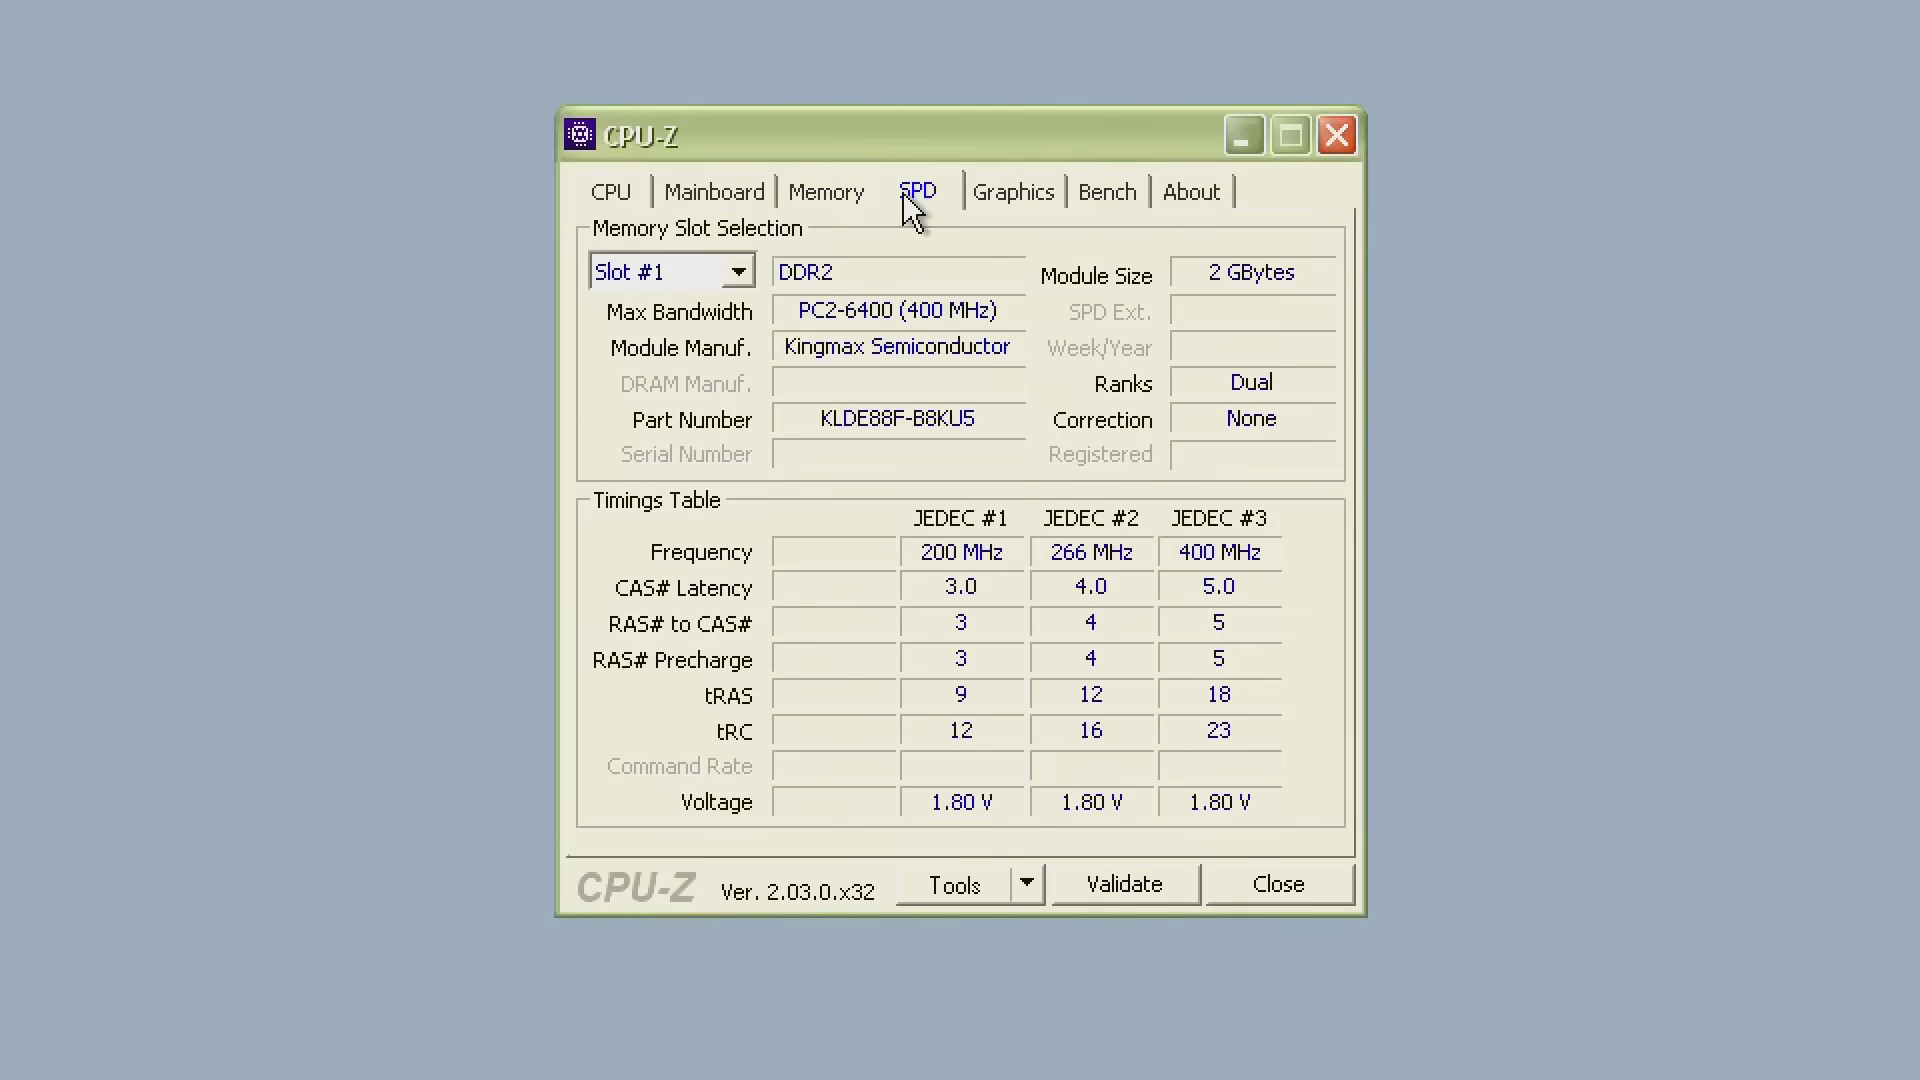 CPU-Z
CPU Mainboard Memory SPD Graphics Bench About
Memory Slot Selection
Slot #1 DDR2 Module Size 2 GBytes
Max Bandwidth PC2-6400 (400 MHz) SPD Ext.
Module Manuf. Kingmax Semiconductor Week/Year
DRAM Manuf. Ranks Dual
Part Number KLDE88F-B8KU5 Correction None
Serial Number Registered
Timings Table
JEDEC #1 JEDEC #2 JEDEC #3
Frequency 200 MHz 266 MHz 400 MHz
CAS# Latency 3.0 4.0 5.0
RAS# to CAS# 3 4 5
RAS# Precharge 3 4 5
tRAS 9 12 18
tRC 12 16 23
Command Rate
Voltage 1.80 V 1.80 V 1.80 V
CPU-Z Ver. 2.03.0.x32 Tools Validate Close